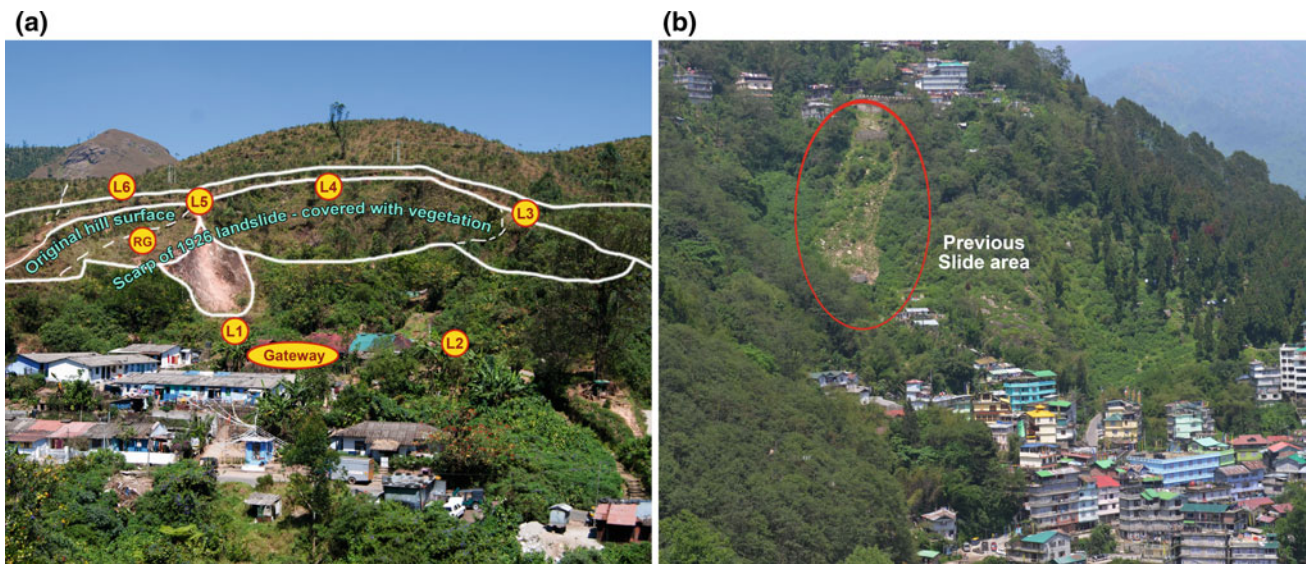 (a)
(b)
L6
L5
L4
L3
Original hill surface
RG
Scarp of 1926 landslide - covered with vegetation
L1
Gateway
L2
Previous
Slide area